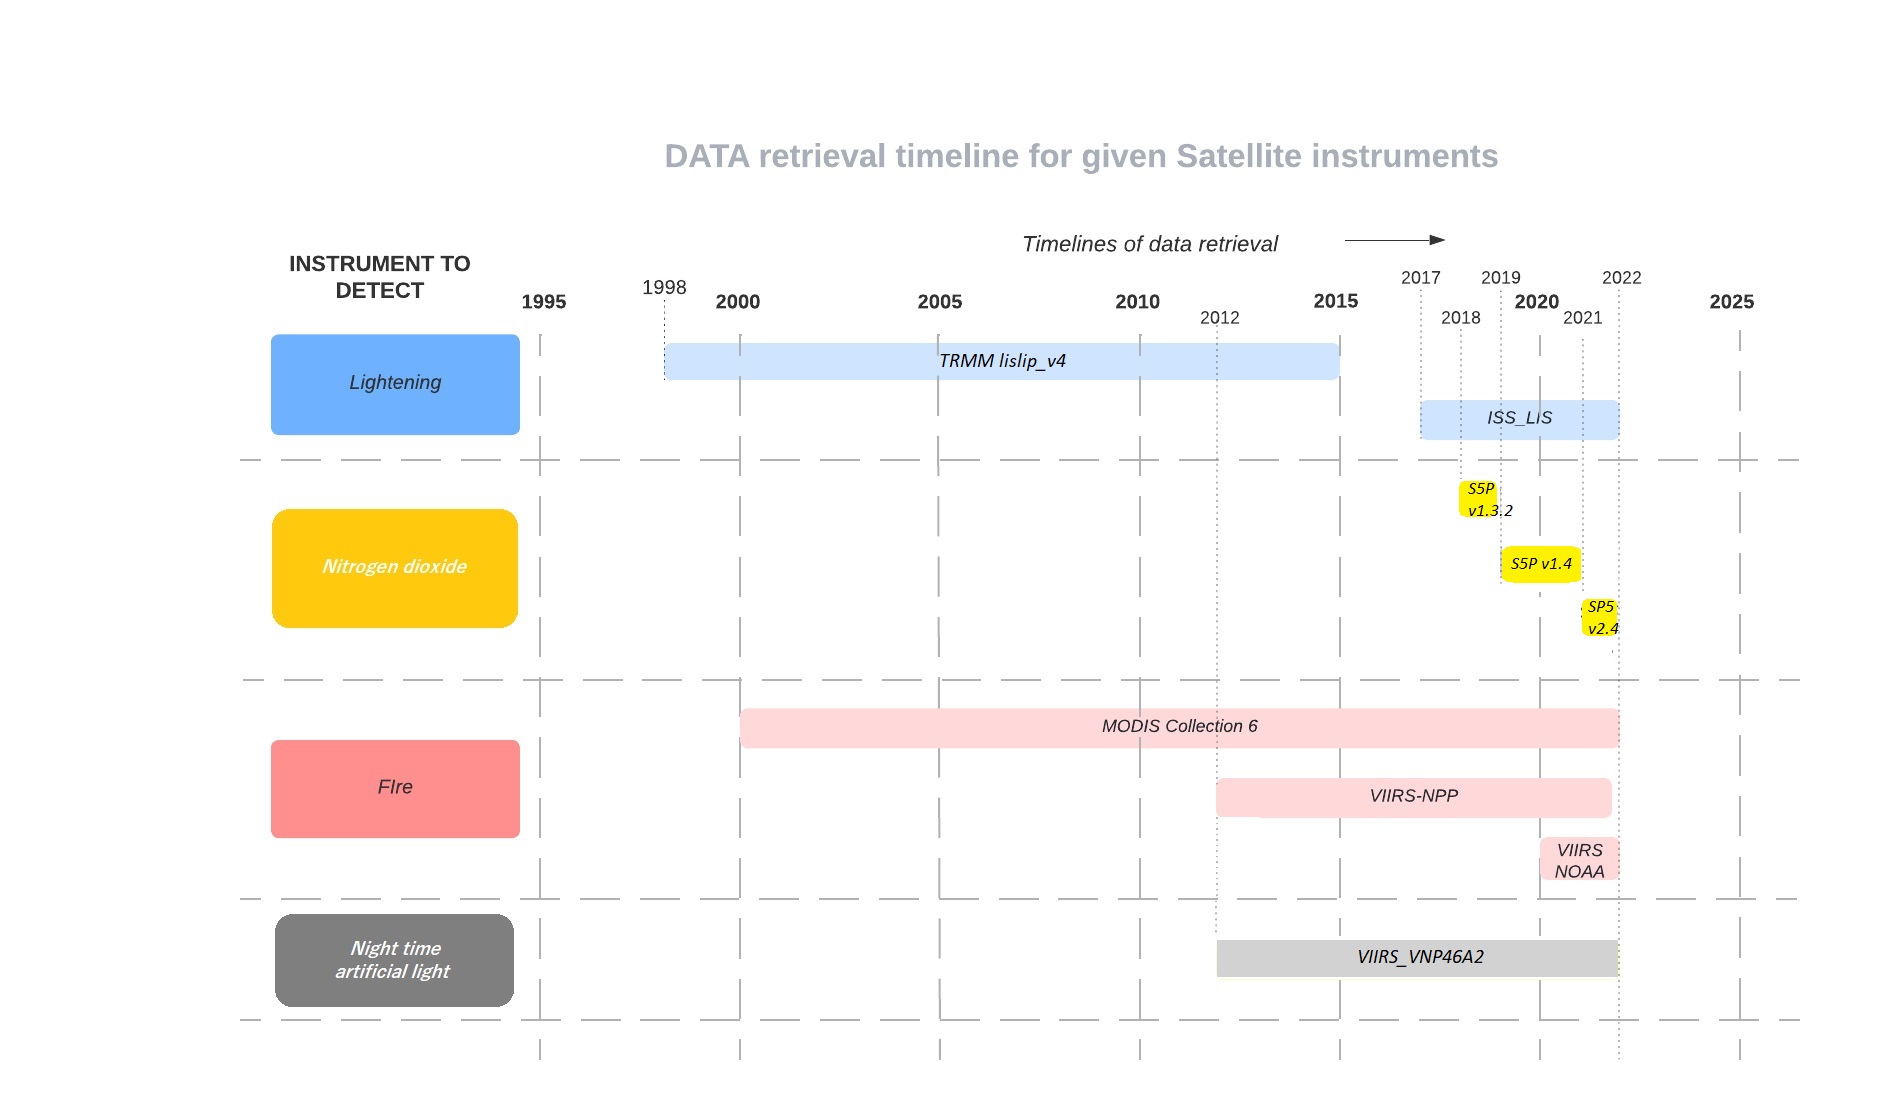 DATA retrieval timeline for given Satellite instruments
Timelines of data retrieval
INSTRUMENT TO
DETECT
1995
1998
2000
2005
2010
2012
2015
2017
2018
2019
2020
2021
2022
2025
Lightening
TRMM lislip_v4
ISS_LIS
Nitrogen dioxide
S5P
v1.3.2
S5P v1.4
SP5
v2.4
FIre
MODIS Collection 6
VIIRS-NPP
VIIRS
NOAA
Night time
artificial light
VIIRS_VNP46A2